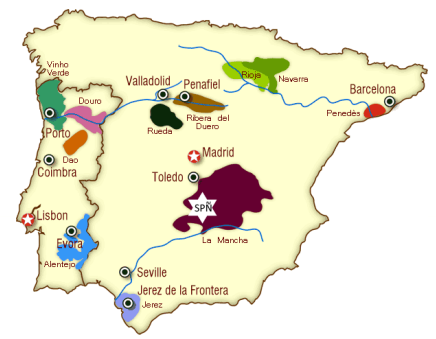 Vinho
Verde
Douro
Porto
Dao
Coimbra
Lisbon
Evora
Alentejo
Valladolid
Penafiel
Rueda
Ribera del
Duero
Rioja
Navarra
Barcelona
Penedés
Madrid
Toledo
SPÑ
La Mancha
Seville
Jerez de la Frontera
Jerez